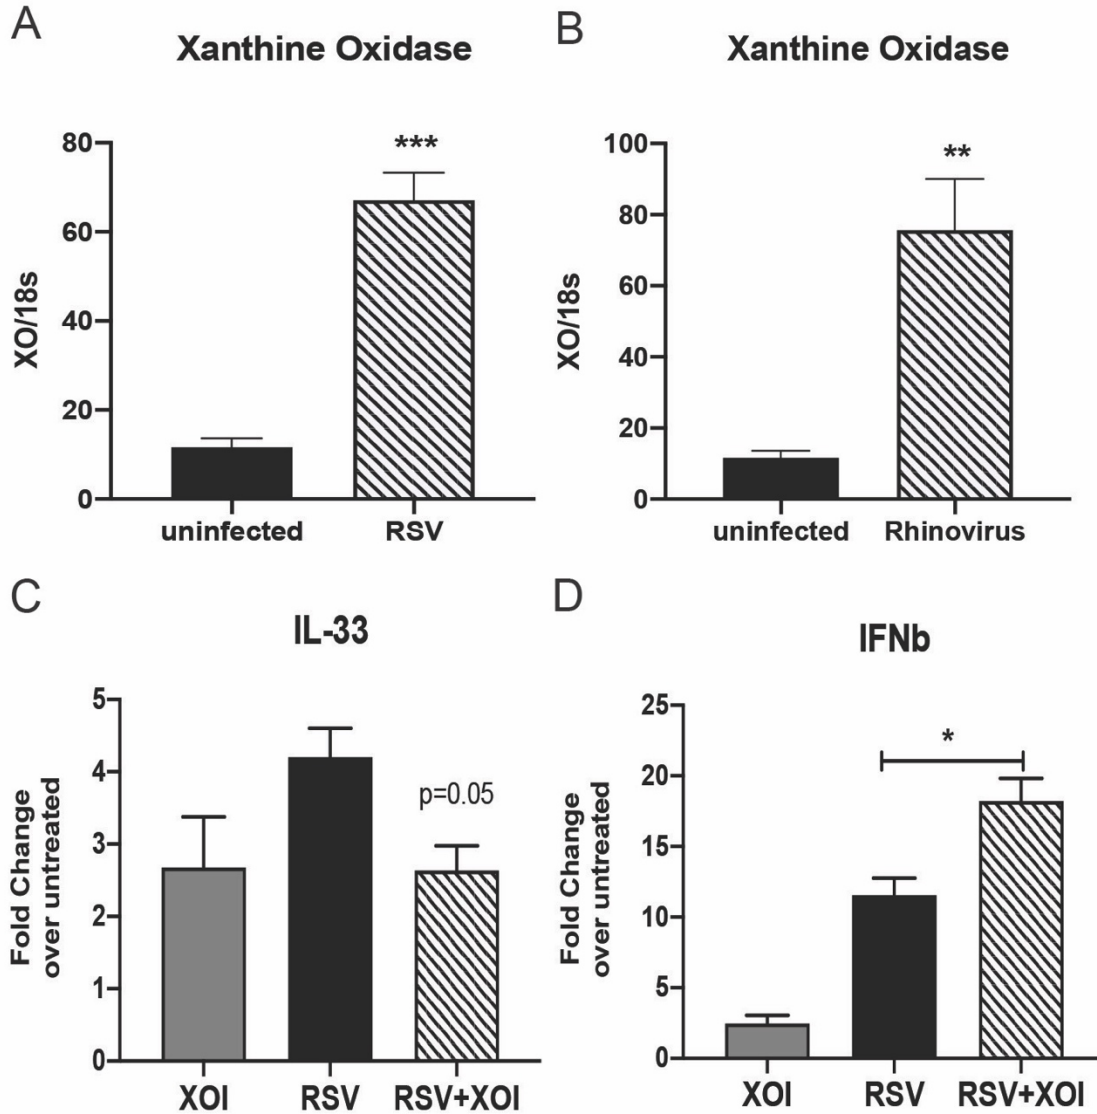 A
Xanthine Oxidase
XO/18s
80
60
40
20
0
***
uninfected
RSV
B
Xanthine Oxidase
XO/18s
100
80
60
40
20
0
**
uninfected
Rhinovirus
C
IL-33
Fold Change
over untreated
5
4
3
2
1
0
p=0.05
XOI
RSV
RSV+XOI
D
IFNb
Fold Change
over untreated
25
20
15
10
5
0
*
XOI
RSV
RSV+XOI